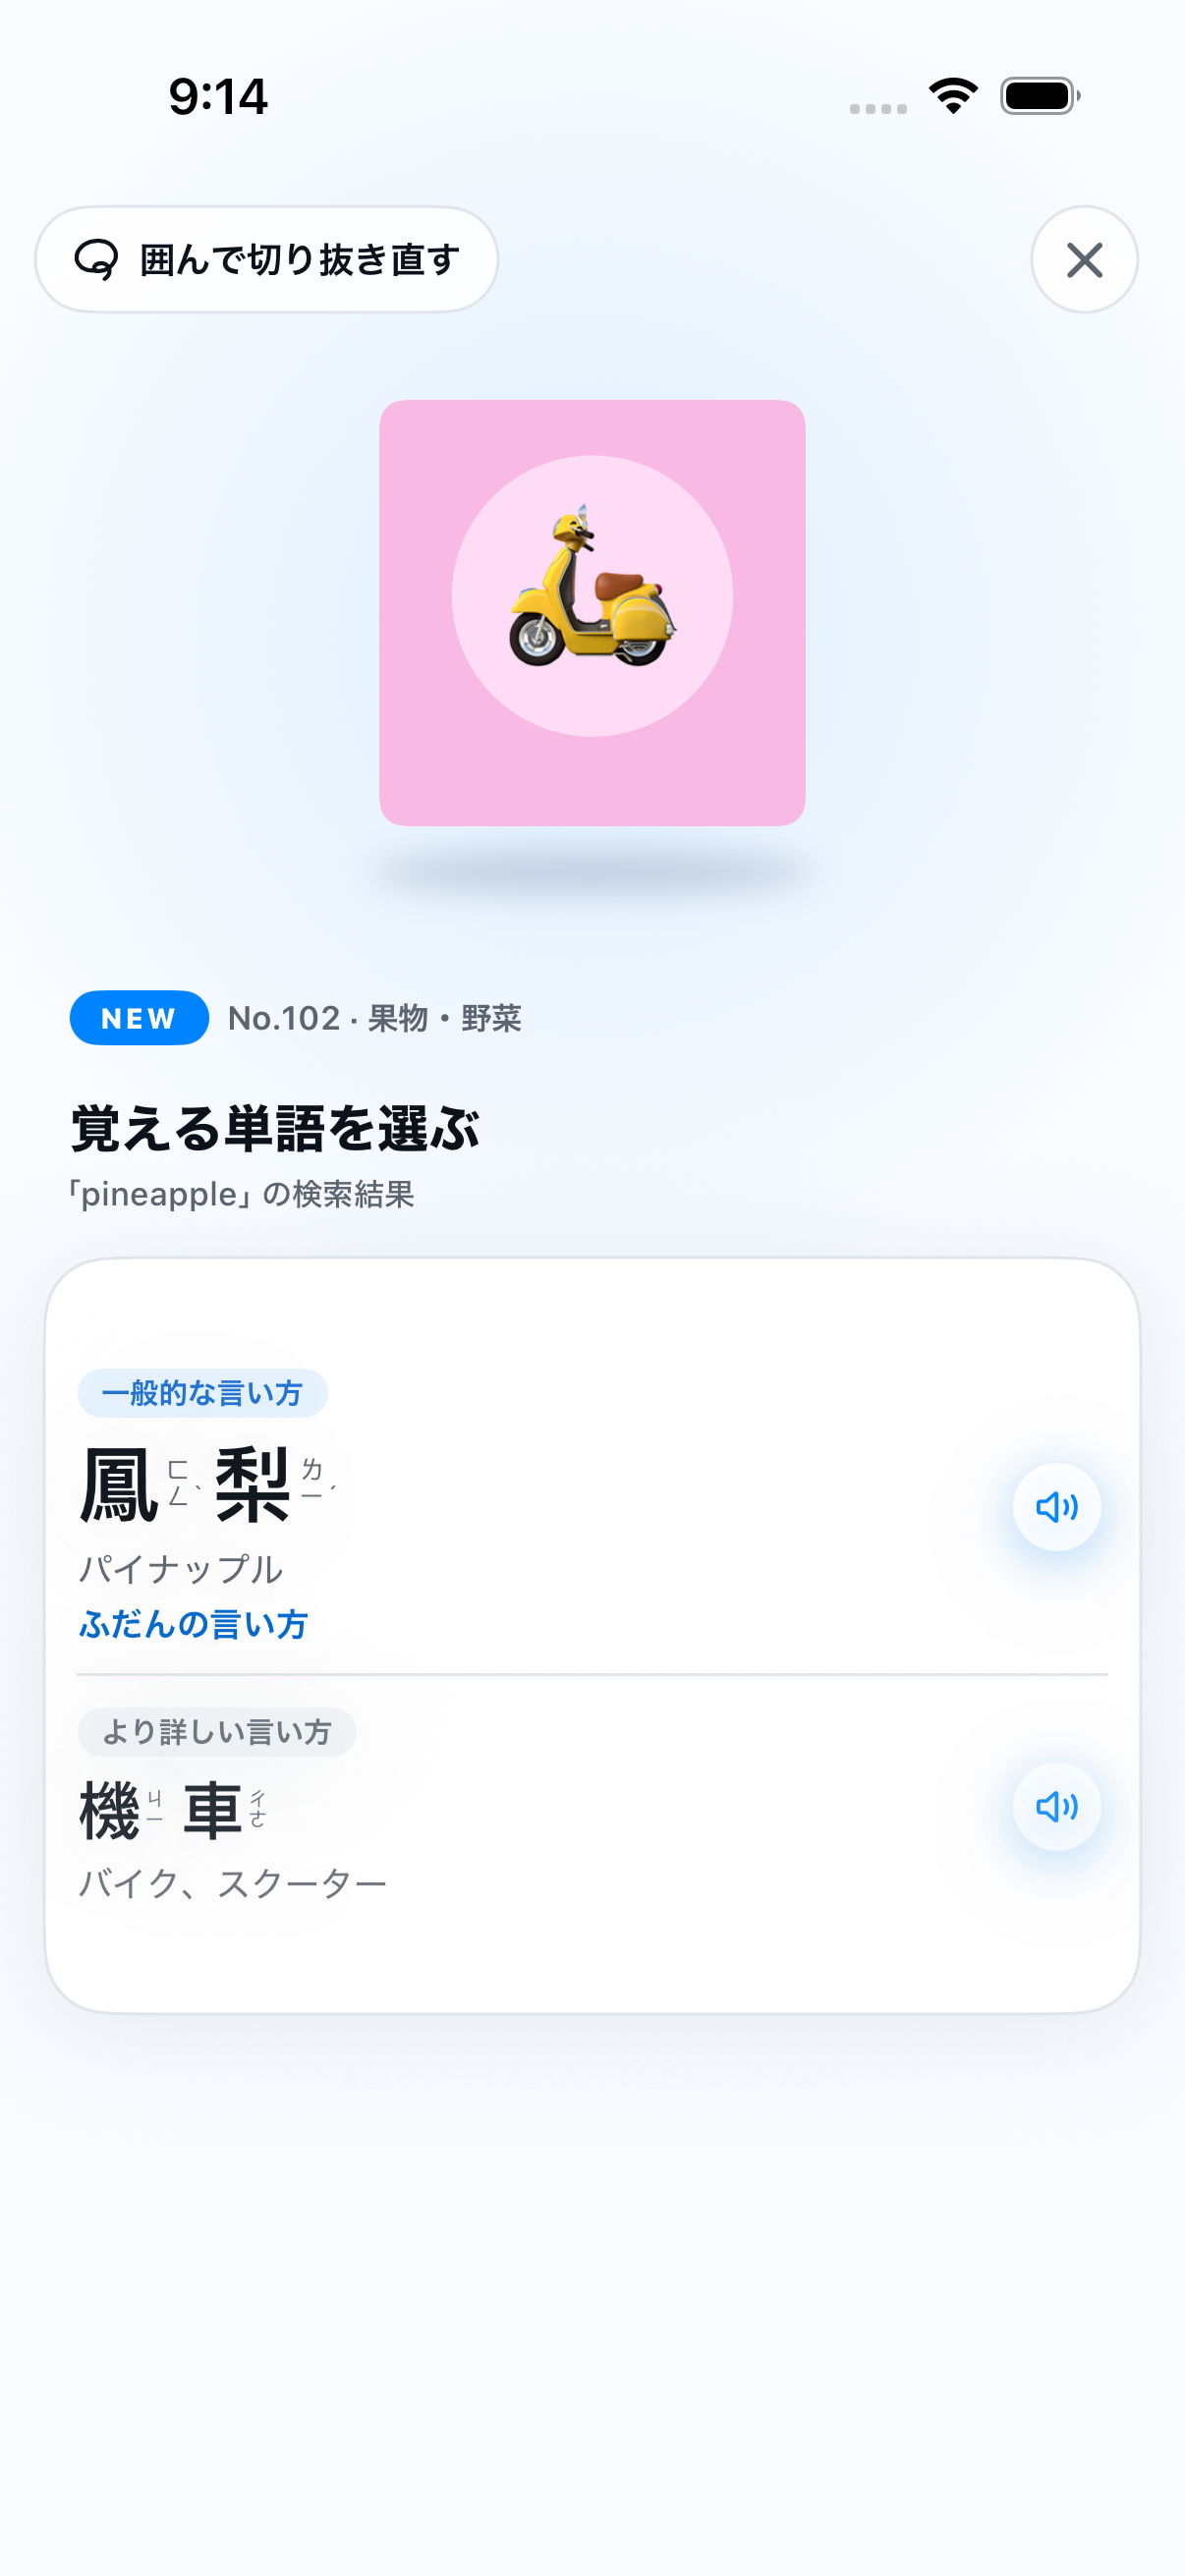 9:14
囲んで切り抜き直す
NEW No.102 · 果物・野菜
覚える単語を選ぶ
「pineapple」の検索結果
一般的な言い方
鳳ㄈㄥˋ梨ㄌㄧˊ
パイナップル
ふだんの言い方
より詳しい言い方
機ㄐㄧ車ㄔㄜ
バイク、スクーター